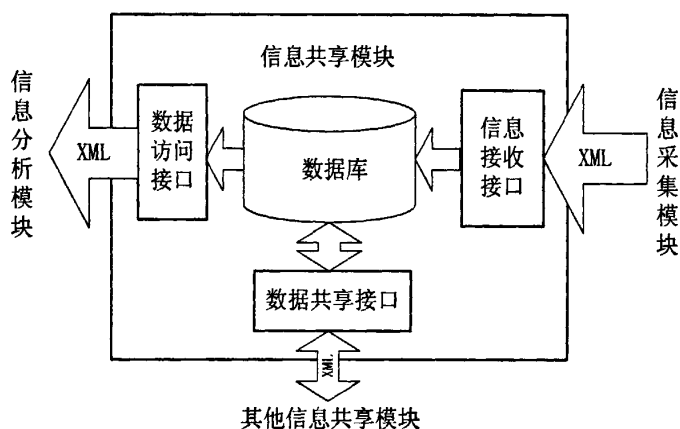 信息共享模块
信息分析模块
XML
数据
访问
接口
数据库
信息
接收
接口
XML
信息采集模块
数据共享接口
XML
其他信息共享模块